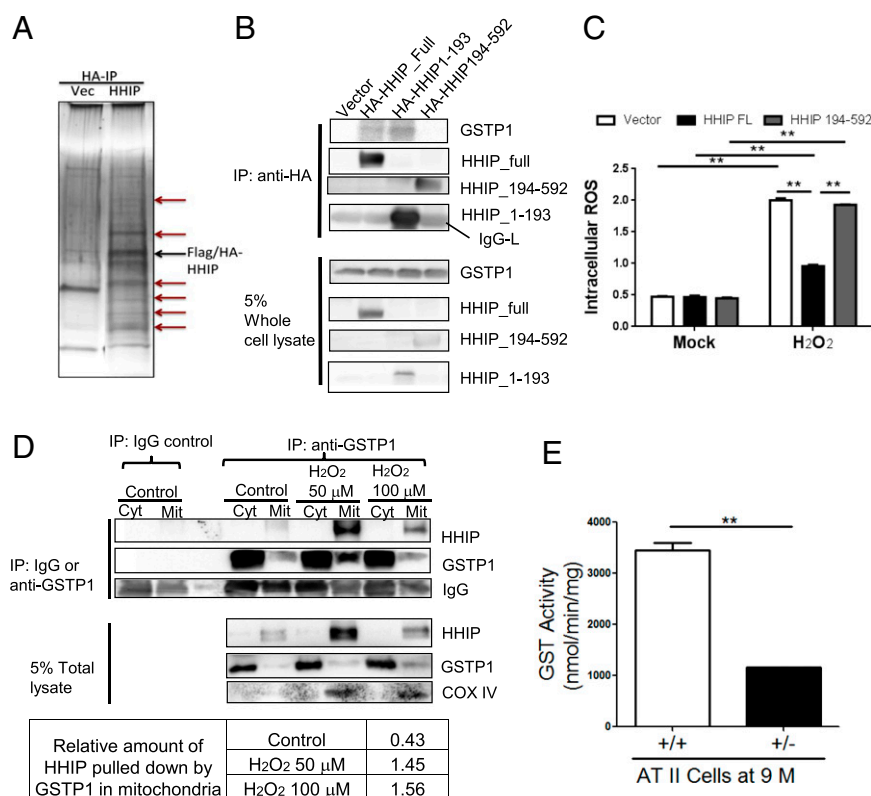 A
HA-IP
Vec HHIP
Flag/HA-
HHIP
B
Vector
HA-HHIP_Full
HA-HHIP1-193
HA-HHIP194-592
IP: anti-HA
GSTP1
HHIP_full
HHIP_194-592
HHIP_1-193
IgG-L
5%
Whole
cell lysate
GSTP1
HHIP_full
HHIP_194-592
HHIP_1-193
C
Vector HHIP FL HHIP 194-592
**
**
**
** **
Intracellular ROS
2.5
2.0
1.5
1.0
0.5
0.0
Mock H2O2
D
IP: IgG control
IP: anti-GSTP1
Control
Control
H2O2
50 µM
H2O2
100 µM
Cyt Mit Cyt Mit Cyt Mit Cyt Mit
IP: IgG or
anti-GSTP1
HHIP
GSTP1
IgG
5% Total
lysate
HHIP
GSTP1
COX IV
Relative amount of
HHIP pulled down by
GSTP1 in mitochondria
Control 0.43
H2O2 50 µM 1.45
H2O2 100 µM 1.56
E
**
GST Activity
(nmol/min/mg)
4000
3000
2000
1000
0
+/+ +/-
AT II Cells at 9 M